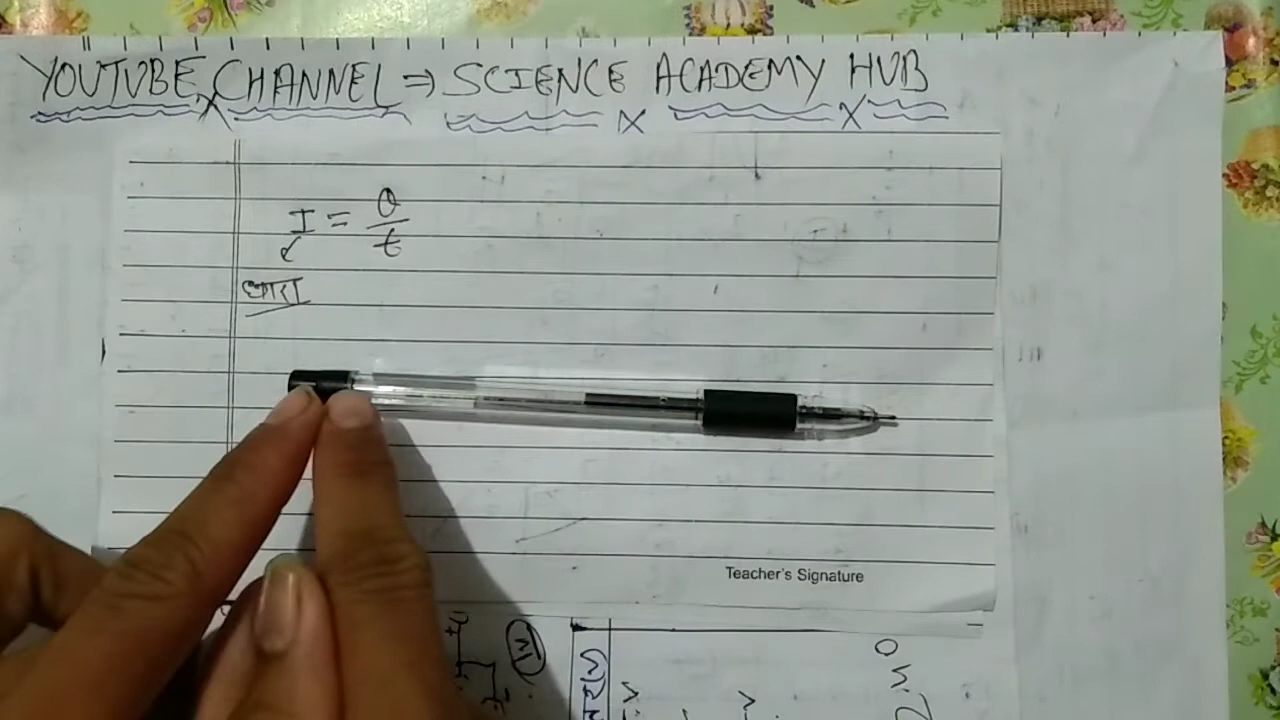 YOUTUBE CHANNEL ⇒ SCIENCE ACADEMY HUB
I = Q/t
धारा
Teacher's Signature